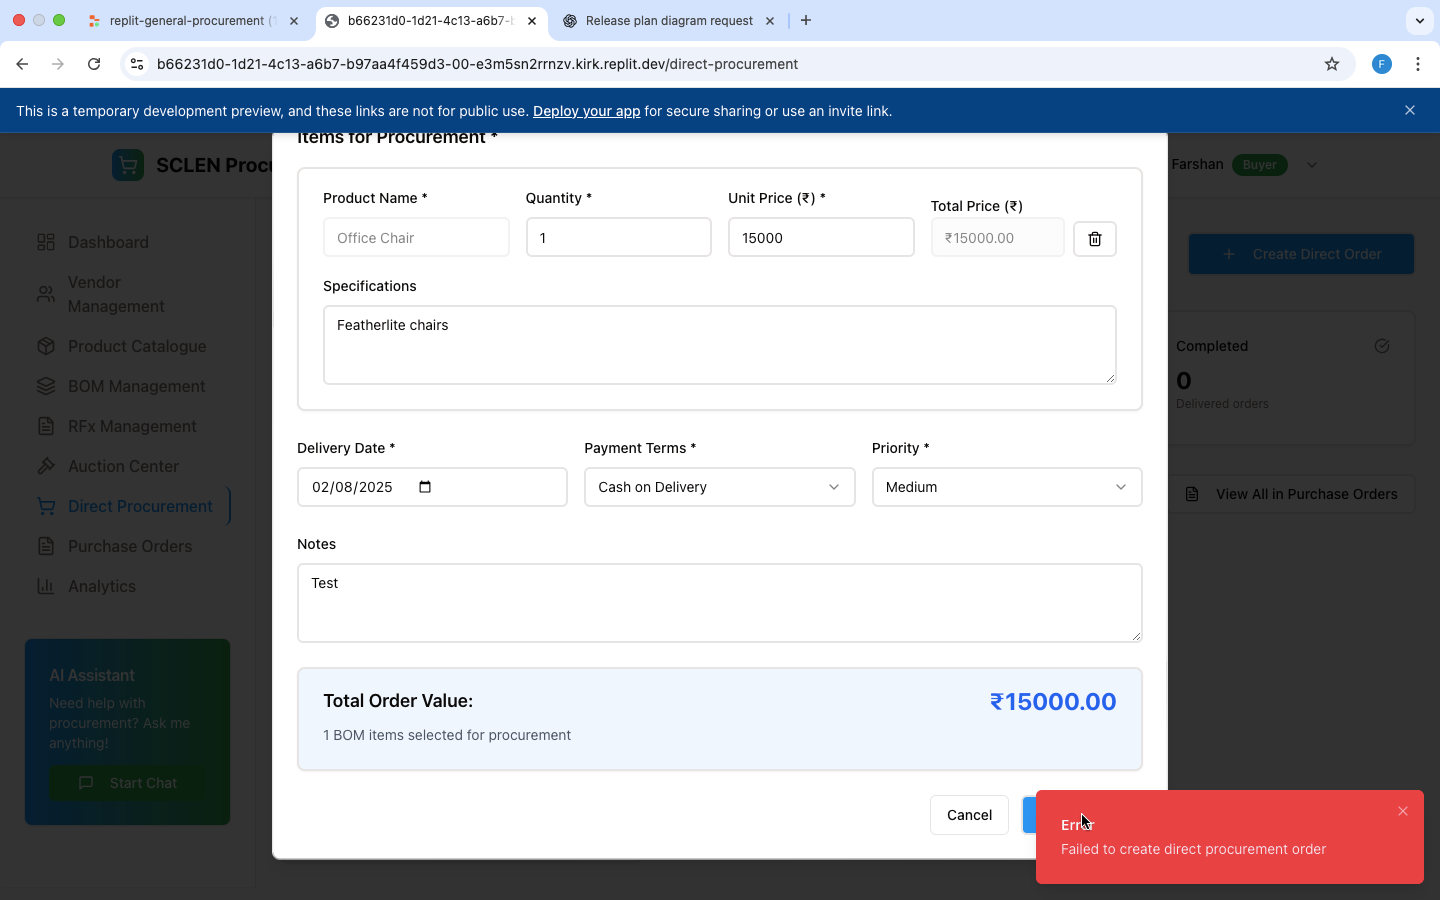 replit-general-procurement (
b66231d0-1d21-4c13-a6b7-b
Release plan diagram request
b66231d0-1d21-4c13-a6b7-b97aa4f459d3-00-e3m5sn2rrnzv.kirk.replit.dev/direct-procurement
F
This is a temporary development preview, and these links are not for public use. Deploy your app for secure sharing or use an invite link.
SCLEN Procu
Farshan
Buyer
Dashboard
Vendor
Management
Product Catalogue
BOM Management
RFx Management
Auction Center
Direct Procurement
Purchase Orders
Analytics
AI Assistant
Need help with
procurement? Ask me
anything!
Start Chat
Items for Procurement *
Product Name *
Quantity *
Unit Price (₹) *
Total Price (₹)
Office Chair
1
15000
₹15000.00
Specifications
Featherlite chairs
Delivery Date *
Payment Terms *
Priority *
02/08/2025
Cash on Delivery
Medium
Notes
Test
Total Order Value:
₹15000.00
1 BOM items selected for procurement
Cancel
Create Direct Order
Completed
0
Delivered orders
View All in Purchase Orders
Error
Failed to create direct procurement order